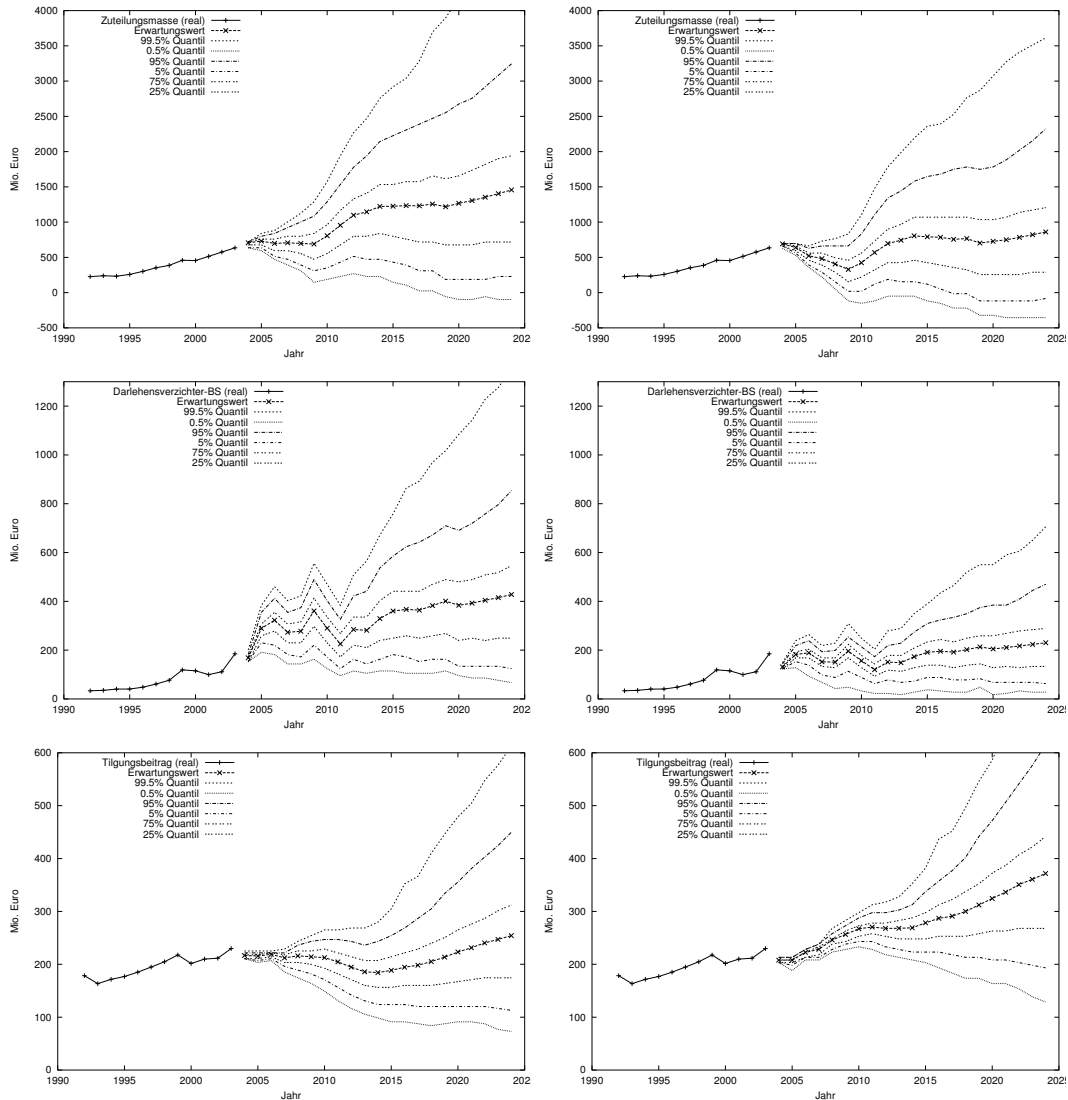 4000
3500
3000
2500
2000
1500
1000
500
0
-500
Mio. Euro
Zuteilungsmasse (real)
Erwartungswert
99.5% Quantil
0.5% Quantil
95% Quantil
5% Quantil
75% Quantil
25% Quantil
1990 1995 2000 2005 2010 2015 2020 202
Jahr
4000
3500
3000
2500
2000
1500
1000
500
0
-500
Mio. Euro
Zuteilungsmasse (real)
Erwartungswert
99.5% Quantil
0.5% Quantil
95% Quantil
5% Quantil
75% Quantil
25% Quantil
1990 1995 2000 2005 2010 2015 2020 2025
Jahr
1200
1000
800
600
400
200
0
Mio. Euro
Darlehensverzichter-BS (real)
Erwartungswert
99.5% Quantil
0.5% Quantil
95% Quantil
5% Quantil
75% Quantil
25% Quantil
1990 1995 2000 2005 2010 2015 2020 202
Jahr
1200
1000
800
600
400
200
0
Mio. Euro
Darlehensverzichter-BS (real)
Erwartungswert
99.5% Quantil
0.5% Quantil
95% Quantil
5% Quantil
75% Quantil
25% Quantil
1990 1995 2000 2005 2010 2015 2020 2025
Jahr
600
500
400
300
200
100
0
Mio. Euro
Tilgungsbeitrag (real)
Erwartungswert
99.5% Quantil
0.5% Quantil
95% Quantil
5% Quantil
75% Quantil
25% Quantil
1990 1995 2000 2005 2010 2015 2020 202
Jahr
600
500
400
300
200
100
0
Mio. Euro
Tilgungsbeitrag (real)
Erwartungswert
99.5% Quantil
0.5% Quantil
95% Quantil
5% Quantil
75% Quantil
25% Quantil
1990 1995 2000 2005 2010 2015 2020 2025
Jahr